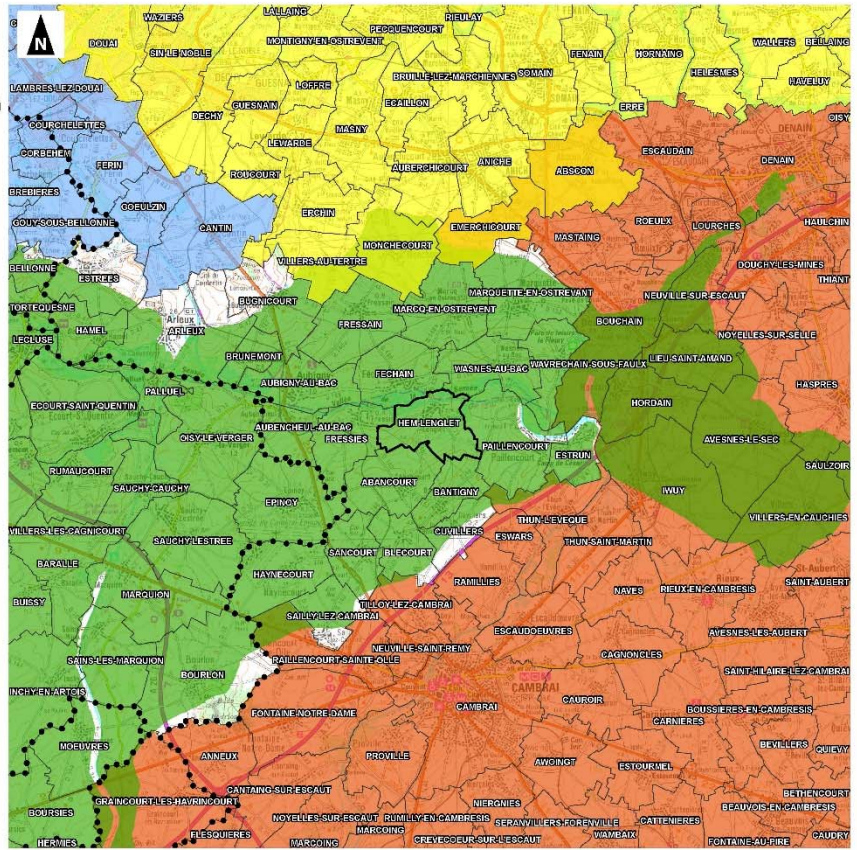 N
LALLAING
RIEULAY
WAZIERS
PECQUENCOURT
DOUAI
MONTIGNY-EN-OSTREVENT
WALLERS
BELLAING
SIN-LE NOBLE
FENAIN
HORNAING
LOFFRE
BRUILLE-LEZ-MARCHIENNES
SOMAIN
HELESMES
HAVELUY
LAMBRES-LEZ-DOUAI
GUESNAIN
ECAILLON
ERRE
DECHY
OISY
COURCHELETTES
MASNY
LEWARDE
ESCAUDAIN
CORBEHEM
DENAIN
FERIN
AUBERCHICOURT
ANICHE
ABSCON
ROUCOURT
BREBIERES
GOEULZIN
ERCHIN
ROEULX
GOUY-SOUS-BELLONNE
CANTIN
EMERCHICOURT
LOURCHES
HAULCHIN
MASTAING
MONCHECOURT
VILLERS-AU-TERTRE
DOUCHY-LES-MINES
BELLONNE
ESTREES
THIANT
MARQUETTE-EN-OSTREVANT
NEUVILLE-SUR-ESCAUT
BUGNICOURT
TORTEQUESNE
MARCQ-EN-OSTREVENT
Arleux
BOUCHAIN
HAMEL
ARLEUX
FRESSAIN
NOYELLES-SUR-SELLE
LECLUSE
BRUNEMONT
LIEU-SAINT-AMAND
WAVRECHAIN-SOUS-FAULX
FECHAIN
WASNES-AU-BAC
AUBIGNY-AU-BAC
HASPRES
PALLUEL
HORDAIN
ECOURT-SAINT-QUENTIN
HEM-LENGLET
AUBENCHEUL-AU-BAC
OISY-LE-VERGER
FRESSIES
AVESNES-LE-SEC
PAILLENCOURT
ESTRUN
SAULZOIR
RUMAUCOURT
ABANCOURT
SAUCHY-CAUCHY
BANTIGNY
IWUY
EPINOY
VILLERS-EN-CAUCHIES
THUN-L'EVEQUE
VILLERS-LES-CAGNICOURT
CUVILLERS
ESWARS
SAUCHY-LESTREE
THUN-SAINT-MARTIN
SANCOURT
BLECOURT
BARALLE
St-Aubert
HAYNECOURT
RAMILLIES
SAINT-AUBERT
NAVES
RIEUX-EN-CAMBRESIS
MARQUION
BUISSY
TILLOY-LEZ-CAMBRAI
SAILLY-LEZ-CAMBRAI
ESCAUDOEUVRES
AVESNES-LES-AUBERT
NEUVILLE-SAINT-REMY
CAGNONCLES
SAINS-LES-MARQUION
RAILLENCOURT-SAINTE-OLLE
SAINT-HILAIRE-LEZ-CAMBRAI
BOURLON
CAMBRAI
INCHY-EN-ARTOIS
CAUROIR
CAMBRAI
BOUSSIERES-EN-CAMBRESIS
FONTAINE-NOTRE-DAME
CARNIERES
MOEUVRES
BEVILLERS
QUIEVY
ANNEUX
PROVILLE
AWOINGT
ESTOURMEL
CANTAING-SUR-ESCAUT
BETHENCOURT
GRAINCOURT-LES-HAVRINCOURT
NIERGNIES
BEAUVOIS-EN-CAMBRESIS
BOURSIES
NOYELLES-SUR-ESCAUT
RUMILLY-EN-CAMBRESIS
SERANVILLERS-FORENVILLE
CATTENIERES
MARCOING
FLESQUIERES
WAMBAIX
CAUDRY
HERMIES
MARCOING
CREVECOEUR-SUR-L'ESCAUT
FONTAINE-AU-PIRE